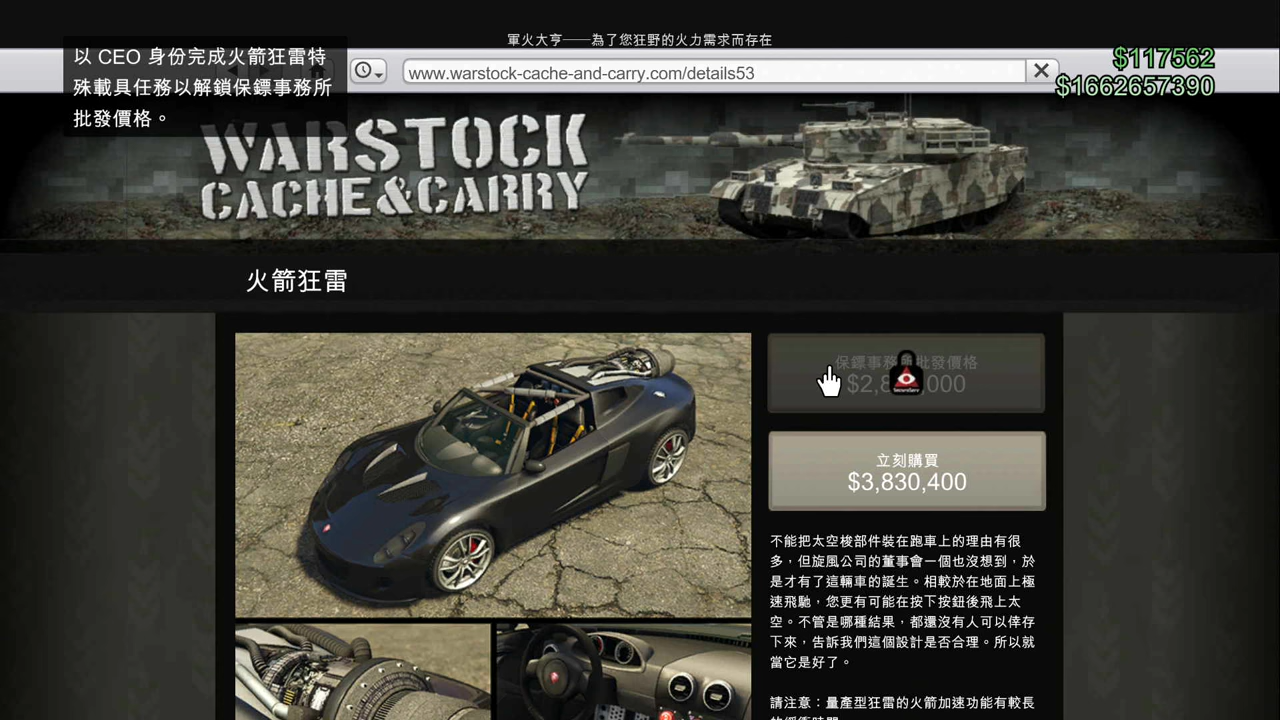 軍火大亨——為了您狂野的火力需求而存在
以 CEO 身份完成火箭狂雷特
殊載具任務以解鎖保鏢事務所
批發價格。
www.warstock-cache-and-carry.com/details53
$117562
$1662657390
WARSTOCK
CACHE&CARRY
火箭狂雷
保鏢事務所批發價格
立刻購買
$3,830,400
不能把太空梭部件裝在跑車上的理由有很
多，但旋風公司的董事會一個也沒想到，於
是才有了這輛車的誕生。相較於在地面上極
速飛馳，您更有可能在按下按鈕後飛上太
空。不管是哪種結果，都還沒有人可以倖存
下來，告訴我們這個設計是否合理。所以就
當它是好了。
請注意：量產型狂雷的火箭加速功能有較長